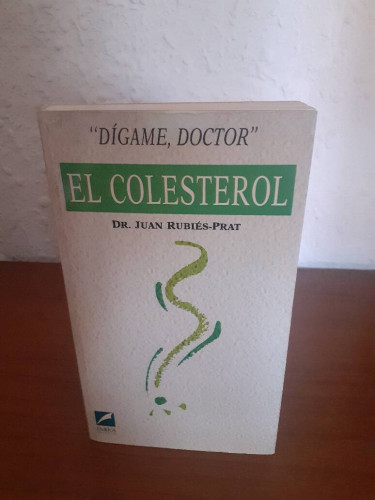 "DÍGAME, DOCTOR"
EL COLESTEROL
DR. JUAN RUBIÉS-PRAT